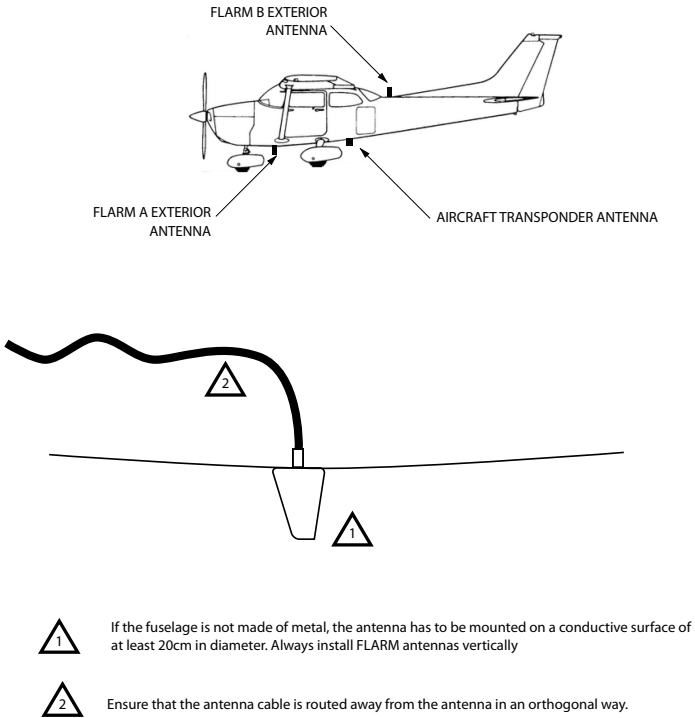 FLARM B EXTERIOR
ANTENNA
FLARM A EXTERIOR
ANTENNA
AIRCRAFT TRANSPONDER ANTENNA
2
1
1
If the fuselage is not made of metal, the antenna has to be mounted on a conductive surface of
at least 20cm in diameter. Always install FLARM antennas vertically
2
Ensure that the antenna cable is routed away from the antenna in an orthogonal way.